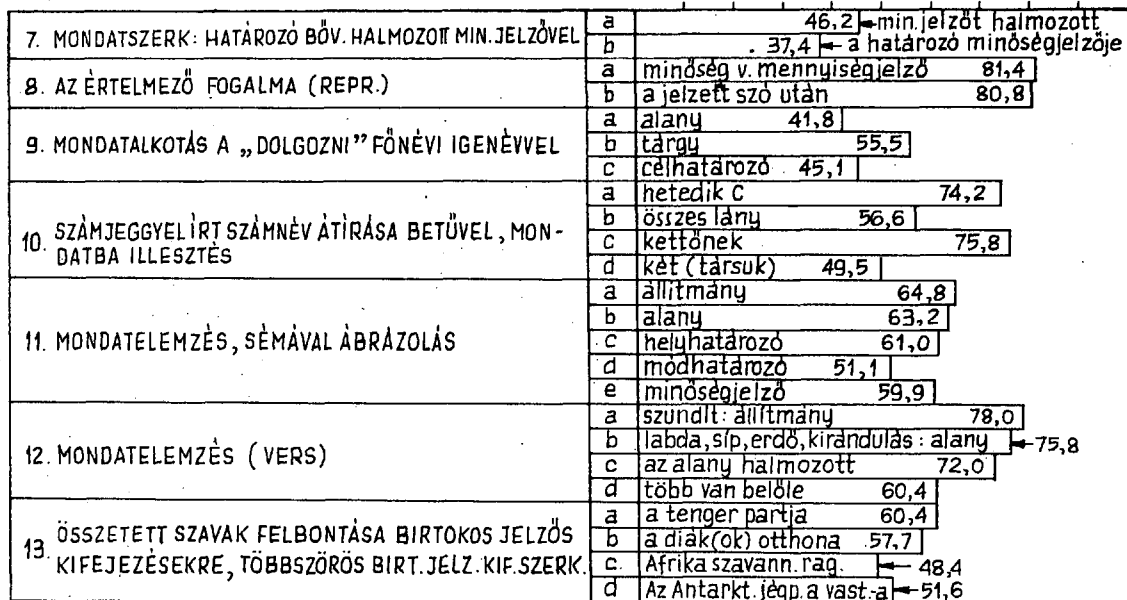 7. MONDATSZERK: HATÁROZÓ BŐV. HALMOZOTT MIN. JELZŐVEL
a 46,2 ←min. jelzőt halmozott
b 37,4 ← a határozó minőségjelzője
8. AZ ÉRTELMEZŐ FOGALMA (REPR.)
a minőség v. mennyiségjelző 81,4
b a jelzett szó után 80,8
9. MONDATALKOTÁS A „DOLGOZNI” FŐNÉVI IGENÉVVEL
a alany 41,8
b tárgy 55,5
c célhatározó 45,1
10. SZÁMJEGGYEL ÍRT SZÁMNÉV ÁTÍRÁSA BETŰVEL, MON-
DATBA ILLESZTÉS
a hetedik C 74,2
b összes lány 56,6
c kettőnek 75,8
d két (társuk) 49,5
11. MONDATELEMZÉS, SÉMÁVAL ÁBRÁZOLÁS
a állítmány 64,8
b alany 63,2
c helyhatározó 61,0
d módhatározó 51,1
e minőségjelző 59,9
12. MONDATELEMZÉS (VERS)
a szundít: állítmány 78,0
b labda, síp, erdő, kirándulás: alany ←75,8
c az alany halmozott 72,0
d több van belőle 60,4
13. ÖSSZETETT SZAVAK FELBONTÁSA BIRTOKOS JELZŐS
KIFEJEZÉSEKRE, TÖBBSZÖRÖS BIRT. JELZ. KIF. SZERK.
a a tenger partja 60,4
b a diák(ok) otthona 57,7
c. Afrika szavann. rag. ← 48,4
d Az Antarkt. jégp. a vast.-a ←51,6